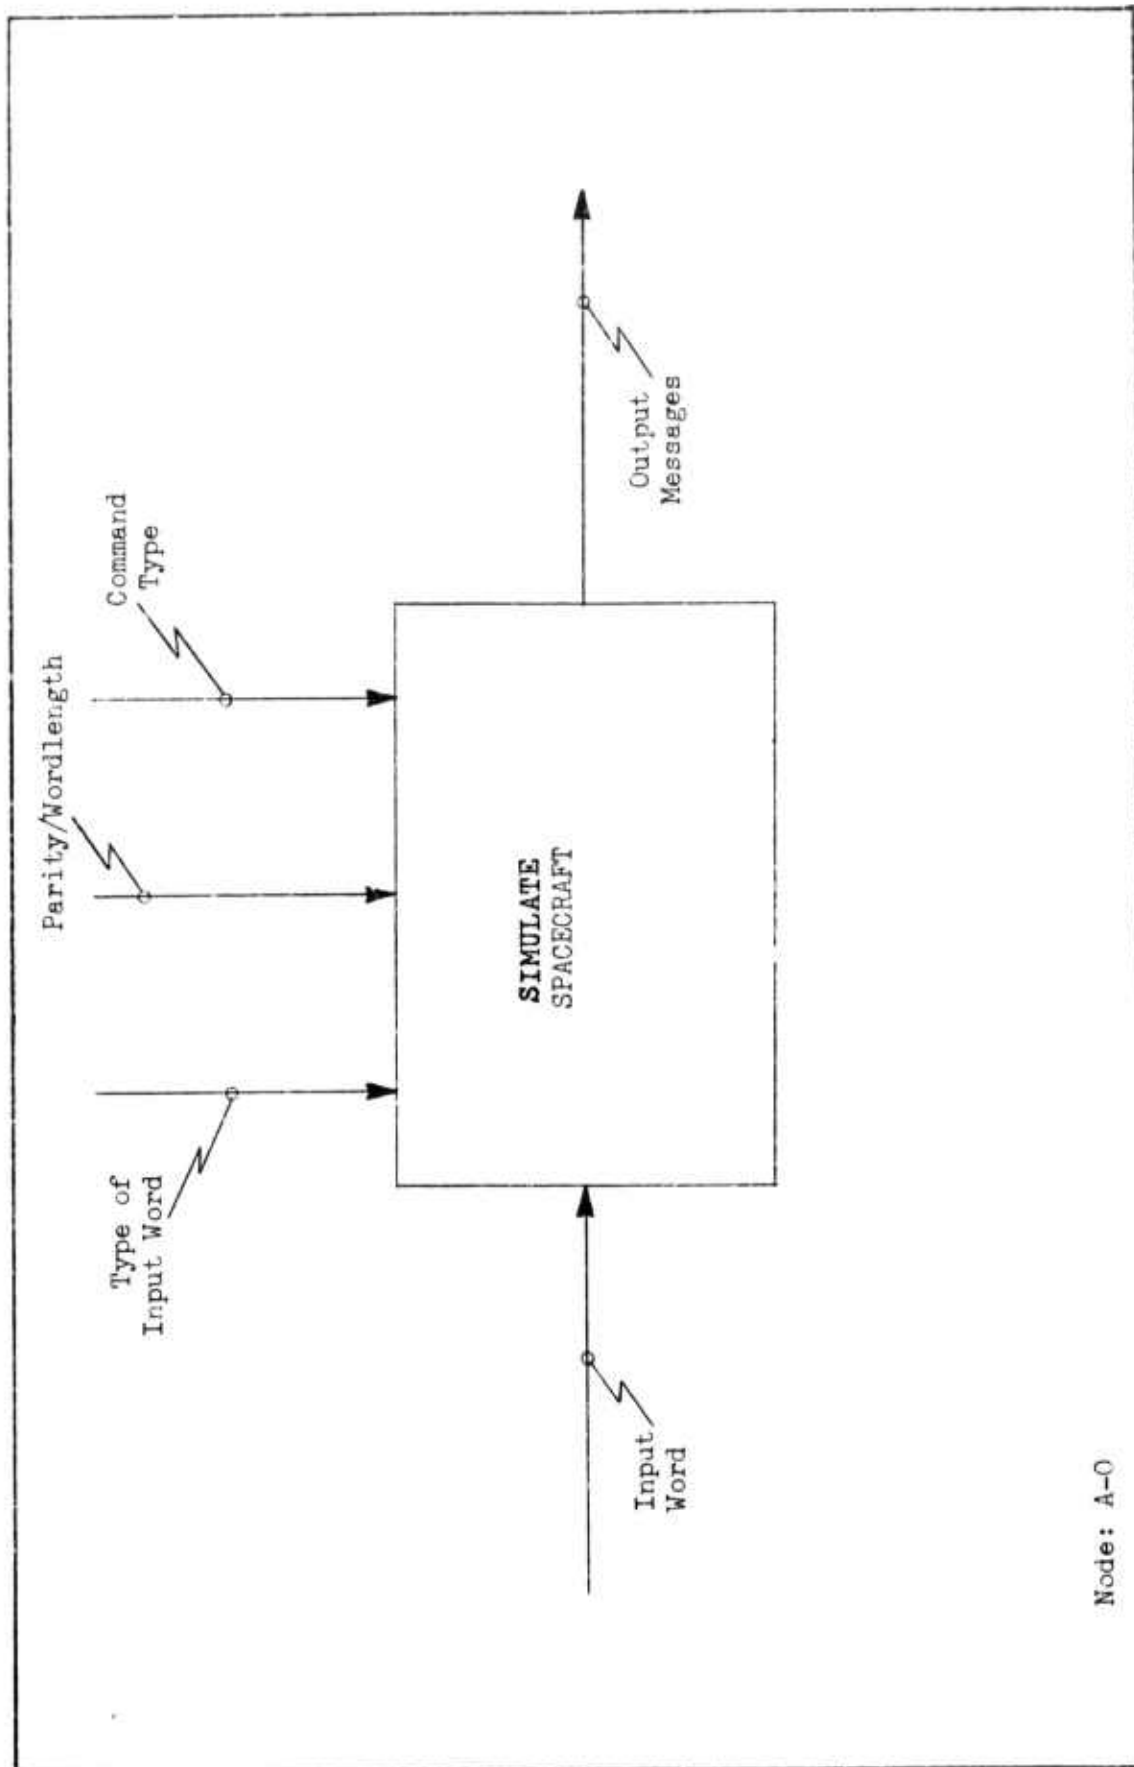 Type of
Input Word
Parity/Wordlength
Command
Type
SIMULATE
SPACECRAFT
Input
Word
Output
Messages
Node: A-0